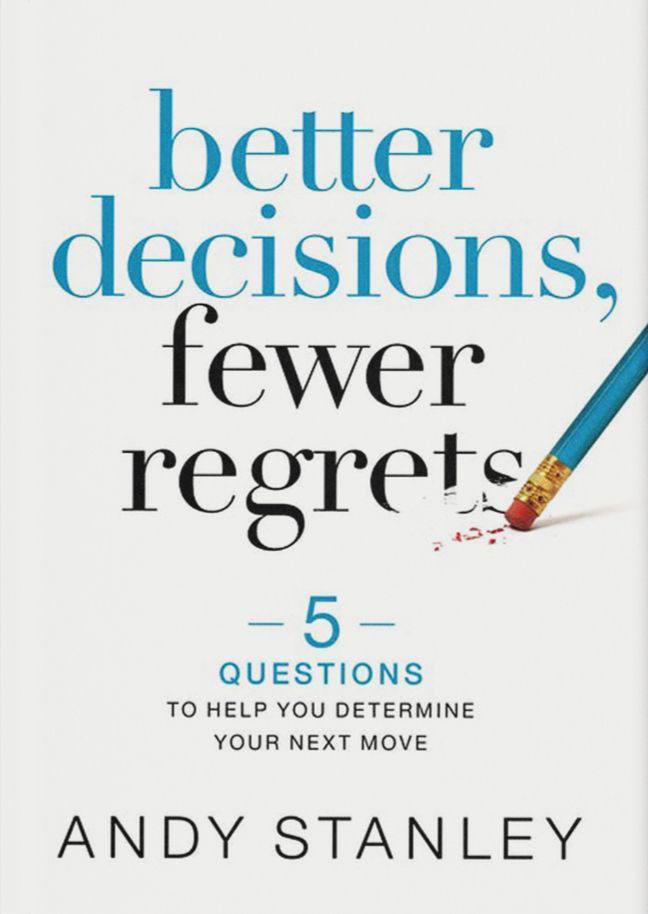 better
decisions,
fewer
regrets
– 5 –
QUESTIONS
TO HELP YOU DETERMINE
YOUR NEXT MOVE
ANDY STANLEY